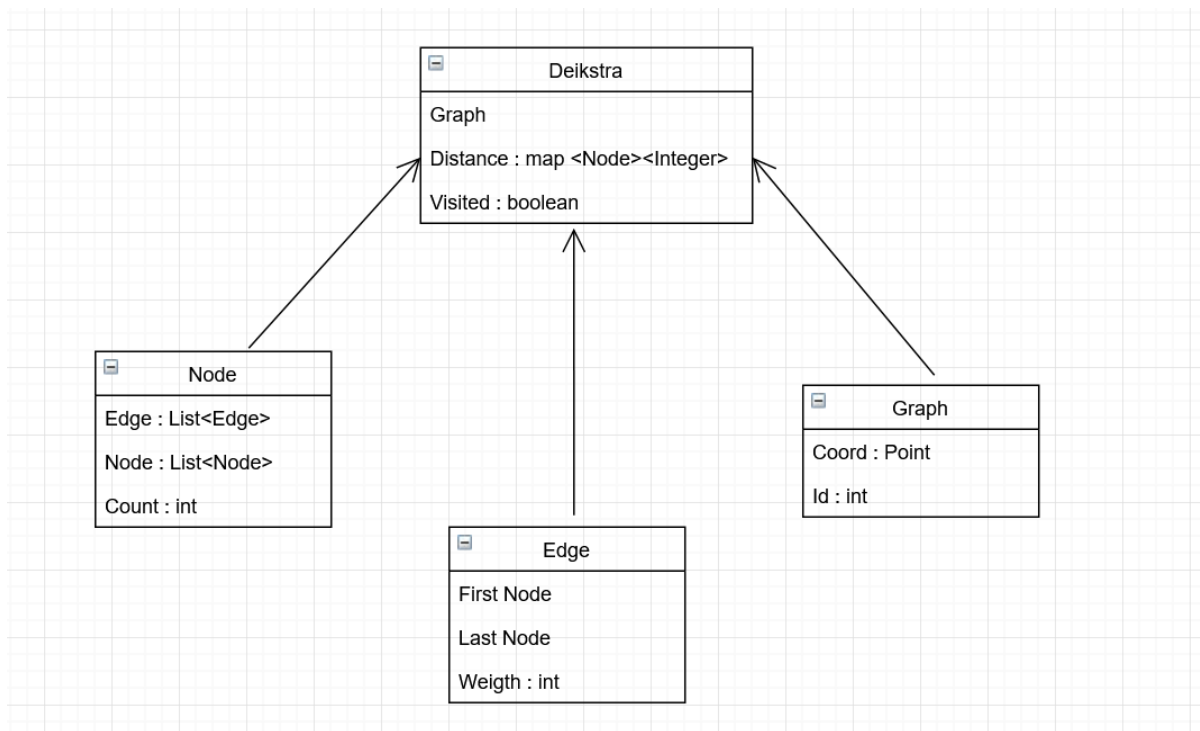 Deikstra
Graph
Distance : map <Node><Integer>
Visited : boolean
Node
Edge : List<Edge>
Node : List<Node>
Count : int
Edge
First Node
Last Node
Weigth : int
Graph
Coord : Point
Id : int